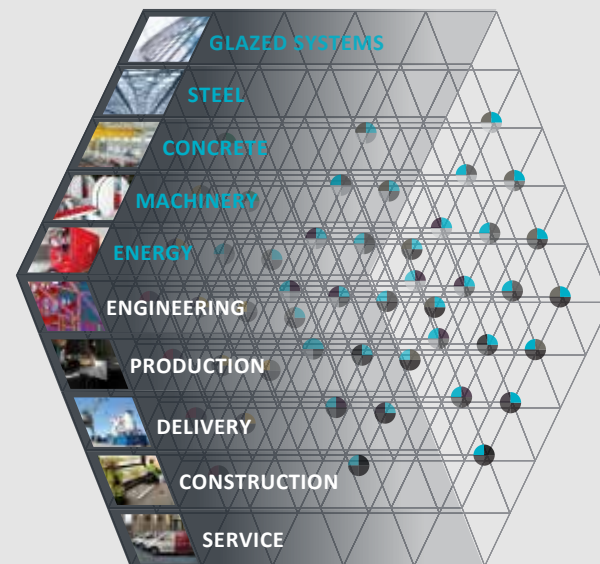 GLAZED SYSTEMS
STEEL
CONCRETE
MACHINERY
ENERGY
ENGINEERING
PRODUCTION
DELIVERY
CONSTRUCTION
SERVICE